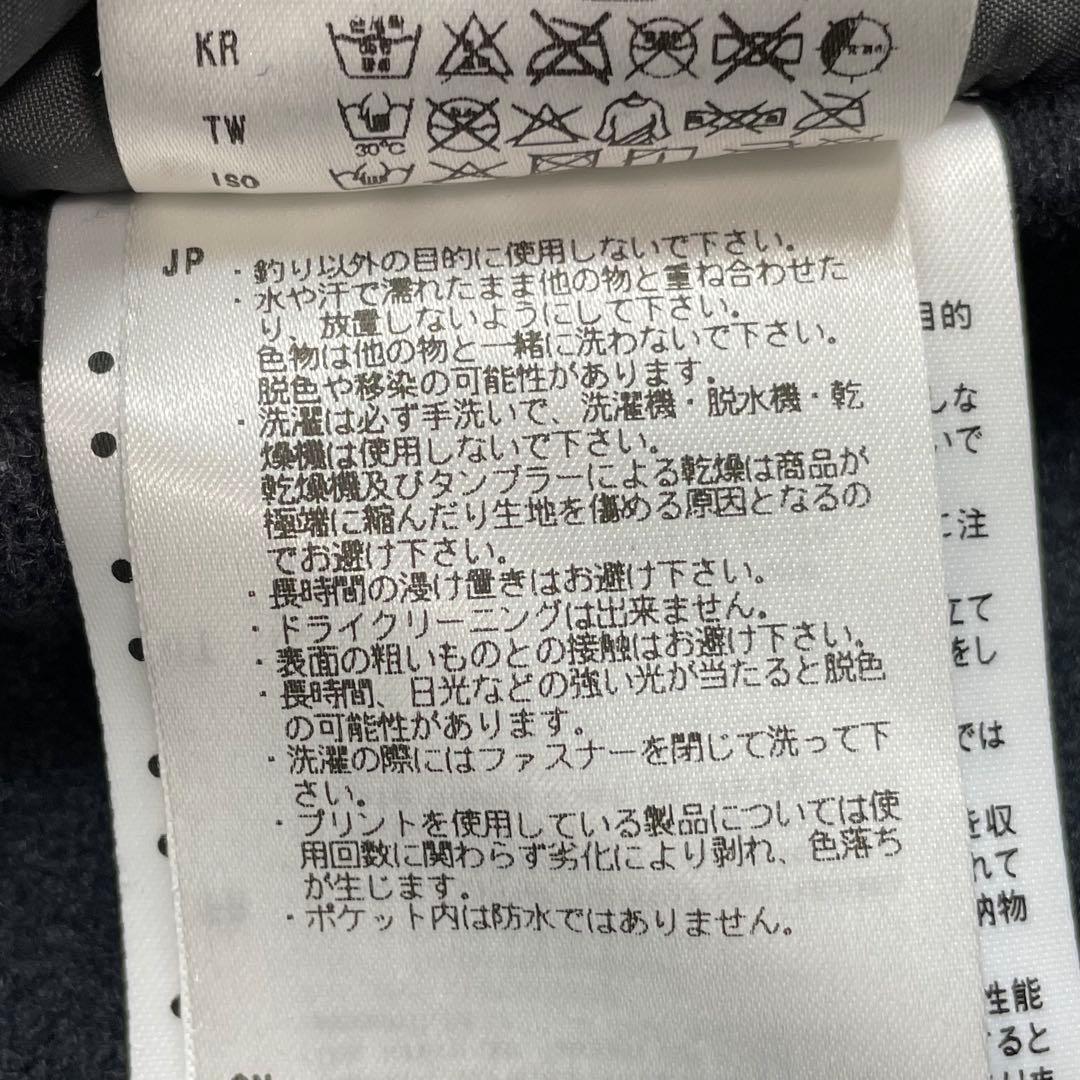 KR
TW
30℃
ISO
JP
・釣り以外の目的に使用しないで下さい。
・水や汗で濡れたまま他の物と重ね合わせた
り、放置しないようにして下さい。
色物は他の物と一緒に洗わないで下さい。
脱色や移染の可能性があります。
・洗濯は必ず手洗いで、洗濯機・脱水機・乾
燥機は使用しないで下さい。
乾燥機及びタンブラーによる乾燥は商品が
極端に縮んだり生地を傷める原因となるの
でお避け下さい。
・長時間の漫け置きはお避け下さい。
・ドライクリーニングは出来ません。
・表面の粗いものとの接触はお避け下さい。
・長時間、日光などの強い光が当たると脱色
の可能性があります。
・洗濯の際にはファスナーを閉じて洗って下
さい。
・プリントを使用している製品については使
用回数に関わらず劣化により剥れ、色落ち
が生じます。
・ポケット内は防水ではありません。
目的
しな
いで
に注
立て
をし
では
を収
れて
納物
性能
すると